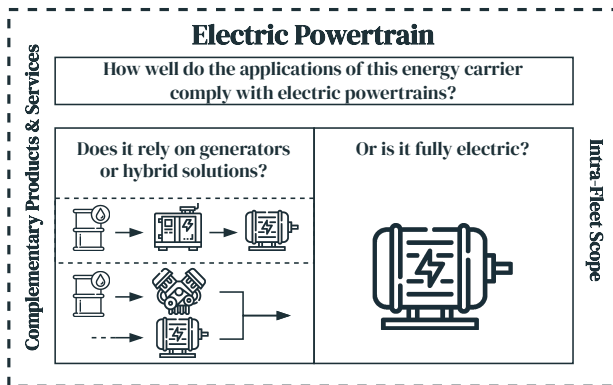 Electric Powertrain
How well do the applications of this energy carrier
comply with electric powertrains?
Complementary Products & Services
Does it rely on generators
or hybrid solutions?
Or is it fully electric?
Intra-Fleet Scope